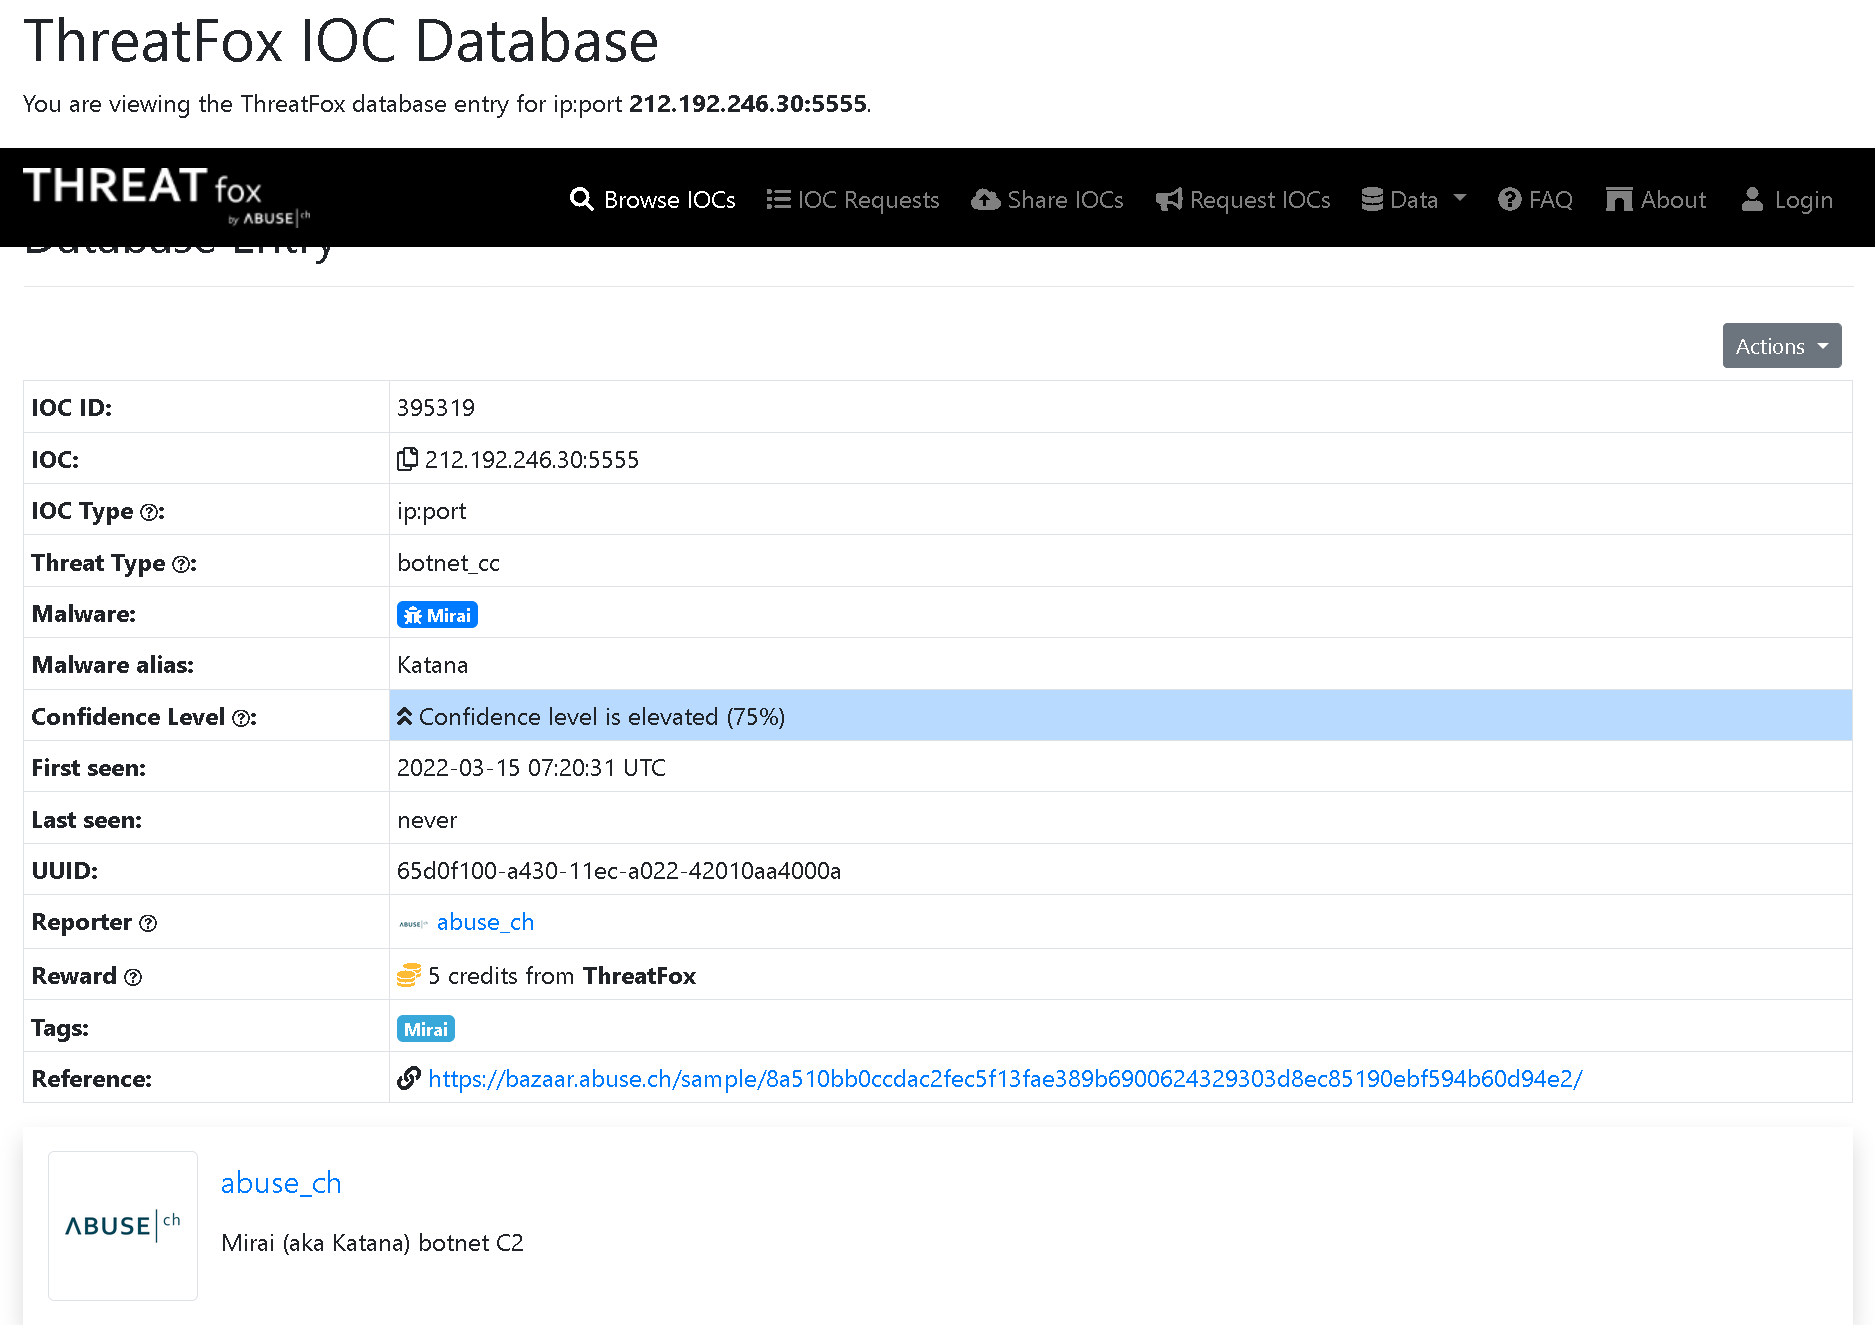 ThreatFox IOC Database
You are viewing the ThreatFox database entry for ip:port 212.192.246.30:5555.
THREAT fox
by ABUSE|ch
Browse IOCs IOC Requests Share IOCs Request IOCs Data FAQ About Login
Database Entry
Actions
IOC ID: 395319
IOC: 212.192.246.30:5555
IOC Type ?: ip:port
Threat Type ?: botnet_cc
Malware: Mirai
Malware alias: Katana
Confidence Level ?: Confidence level is elevated (75%)
First seen: 2022-03-15 07:20:31 UTC
Last seen: never
UUID: 65d0f100-a430-11ec-a022-42010aa4000a
Reporter ? ABUSE|ch abuse_ch
Reward ? 5 credits from ThreatFox
Tags: Mirai
Reference: https://bazaar.abuse.ch/sample/8a510bb0ccdac2fec5f13fae389b6900624329303d8ec85190ebf594b60d94e2/
abuse_ch
ABUSE|ch
Mirai (aka Katana) botnet C2